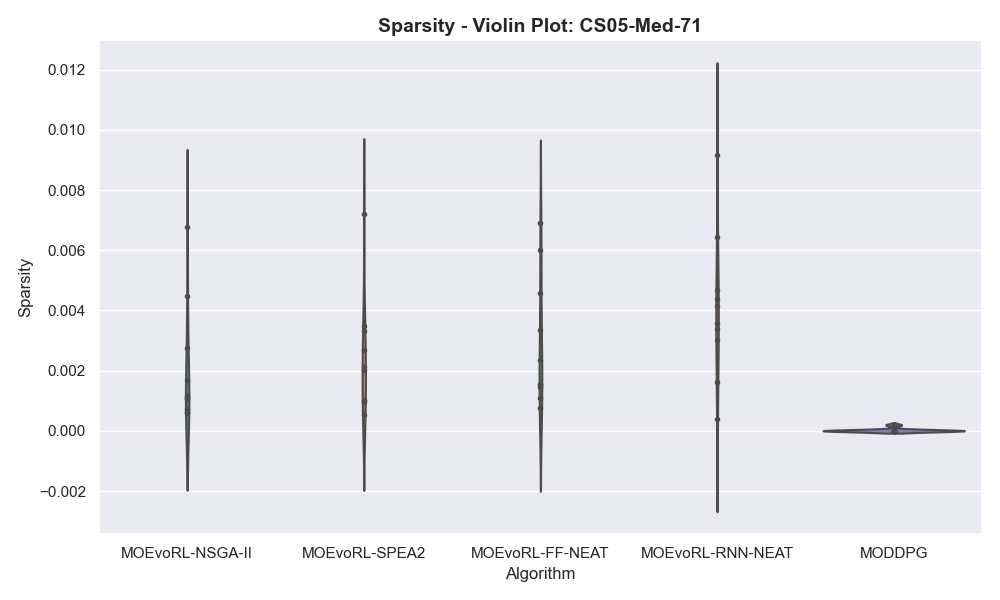 Sparsity - Violin Plot: CS05-Med-71
Sparsity
0.012
0.010
0.008
0.006
0.004
0.002
0.000
−0.002
MOEvoRL-NSGA-II
MOEvoRL-SPEA2
MOEvoRL-FF-NEAT
MOEvoRL-RNN-NEAT
MODDPG
Algorithm